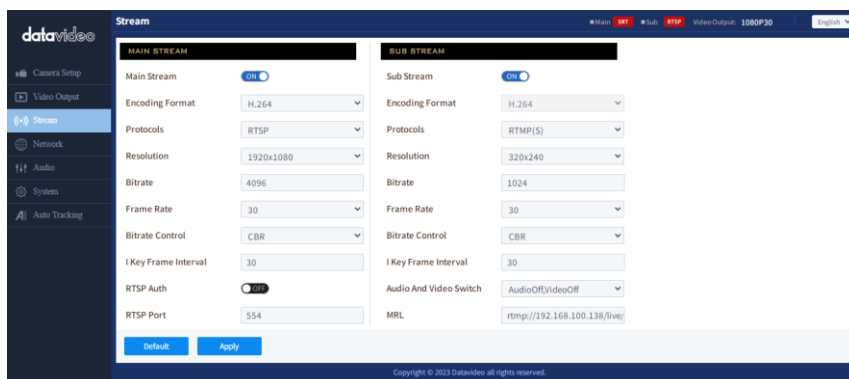 datavideo
Stream
Main SRT Sub RTSP Video Output: 1080P30 English
Camera Setup
Video Output
Stream
Network
Audio
System
Auto Tracking
MAIN STREAM
Main Stream ON
Encoding Format H.264
Protocols RTSP
Resolution 1920x1080
Bitrate 4096
Frame Rate 30
Bitrate Control CBR
I Key Frame Interval 30
RTSP Auth OFF
RTSP Port 554
SUB STREAM
Sub Stream ON
Encoding Format H.264
Protocols RTMP(S)
Resolution 320x240
Bitrate 1024
Frame Rate 30
Bitrate Control CBR
I Key Frame Interval 30
Audio And Video Switch AudioOff,VideoOff
MRL rtmp://192.168.100.138/live/
Default Apply
Copyright © 2023 Datavideo all rights reserved.